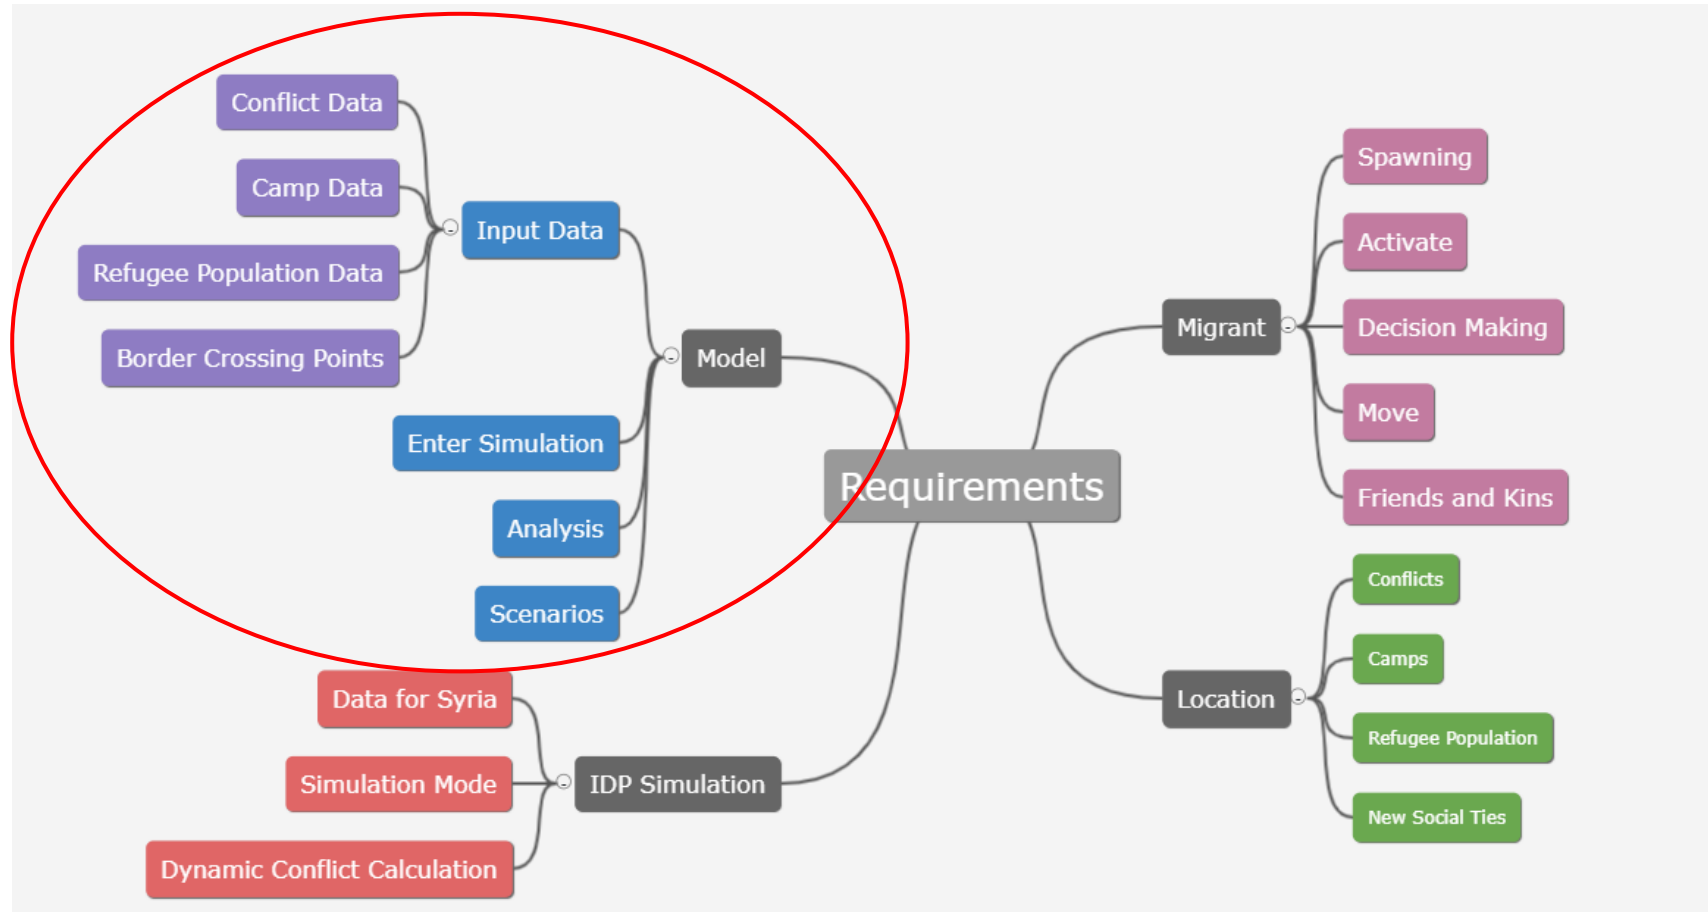 Conflict Data
Camp Data
Refugee Population Data
Border Crossing Points
Input Data
Enter Simulation
Analysis
Scenarios
Model
Requirements
Data for Syria
Simulation Mode
Dynamic Conflict Calculation
IDP Simulation
Migrant
Spawning
Activate
Decision Making
Move
Friends and Kins
Location
Conflicts
Camps
Refugee Population
New Social Ties